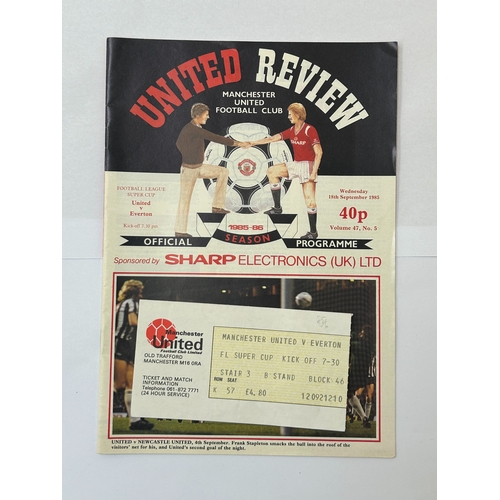 UNITED REVIEW
MANCHESTER
UNITED
FOOTBALL CLUB
FOOTBALL LEAGUE
SUPER CUP
United
v
Everton
Kick-off 7.30 pm
Wednesday
18th September 1985
40p
Volume 47, No. 5
1985-86
SEASON
OFFICIAL
PROGRAMME
Sponsored by SHARP ELECTRONICS (UK) LTD
Manchester
United
Football Club Limited
OLD TRAFFORD
MANCHESTER M16 0RA
TICKET AND MATCH
INFORMATION
Telephone 061-872 7771
(24 HOUR SERVICE)
MANCHESTER UNITED V EVERTON
FL SUPER CUP KICK OFF 7-30
STAIR 3 B STAND BLOCK:46
ROW SEAT
K 57 £4.80 12092121
UNITED v NEWCASTLE UNITED, 4th September. Frank Stapleton smacks the ball into the roof of the
visitors' net for his, and United's second goal of the night.